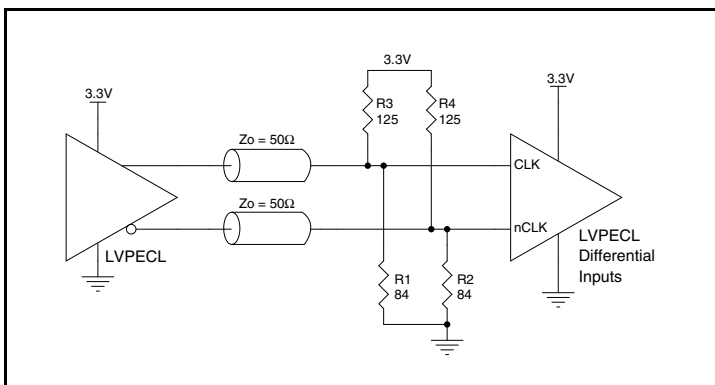 3.3V
3.3V
3.3V
R3
125
R4
125
Zo = 50Ω
Zo = 50Ω
CLK
nCLK
LVPECL
LVPECL
Differential
Inputs
R1
84
R2
84